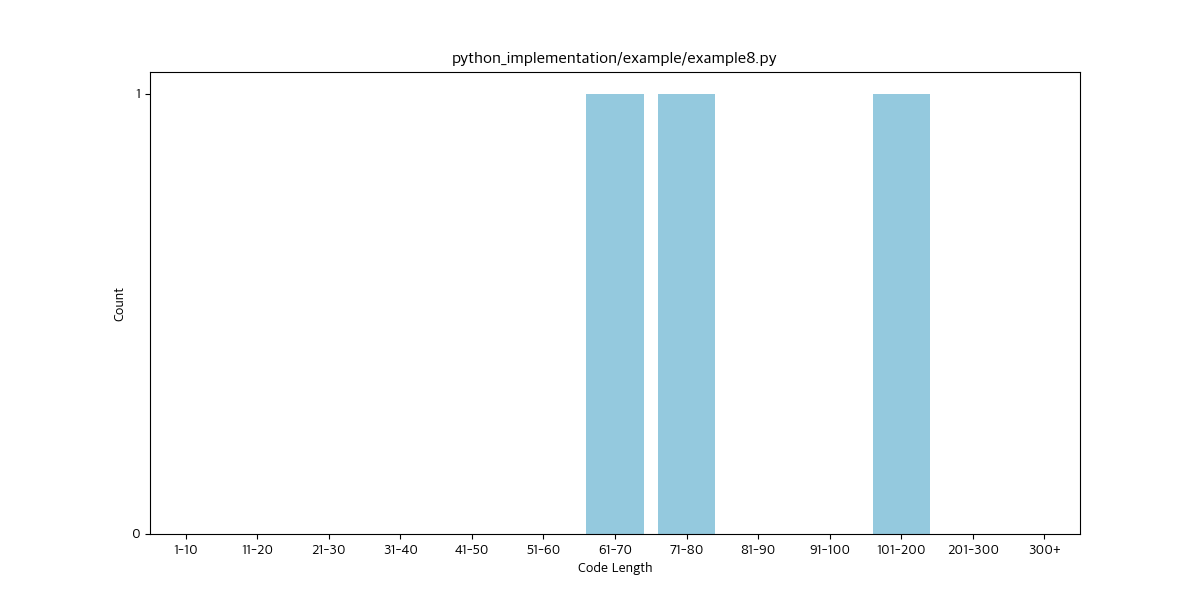 python_implementation/example/example8.py
1
Count
0
1-10 11-20 21-30 31-40 41-50 51-60 61-70 71-80 81-90 91-100 101-200 201-300 300+
Code Length